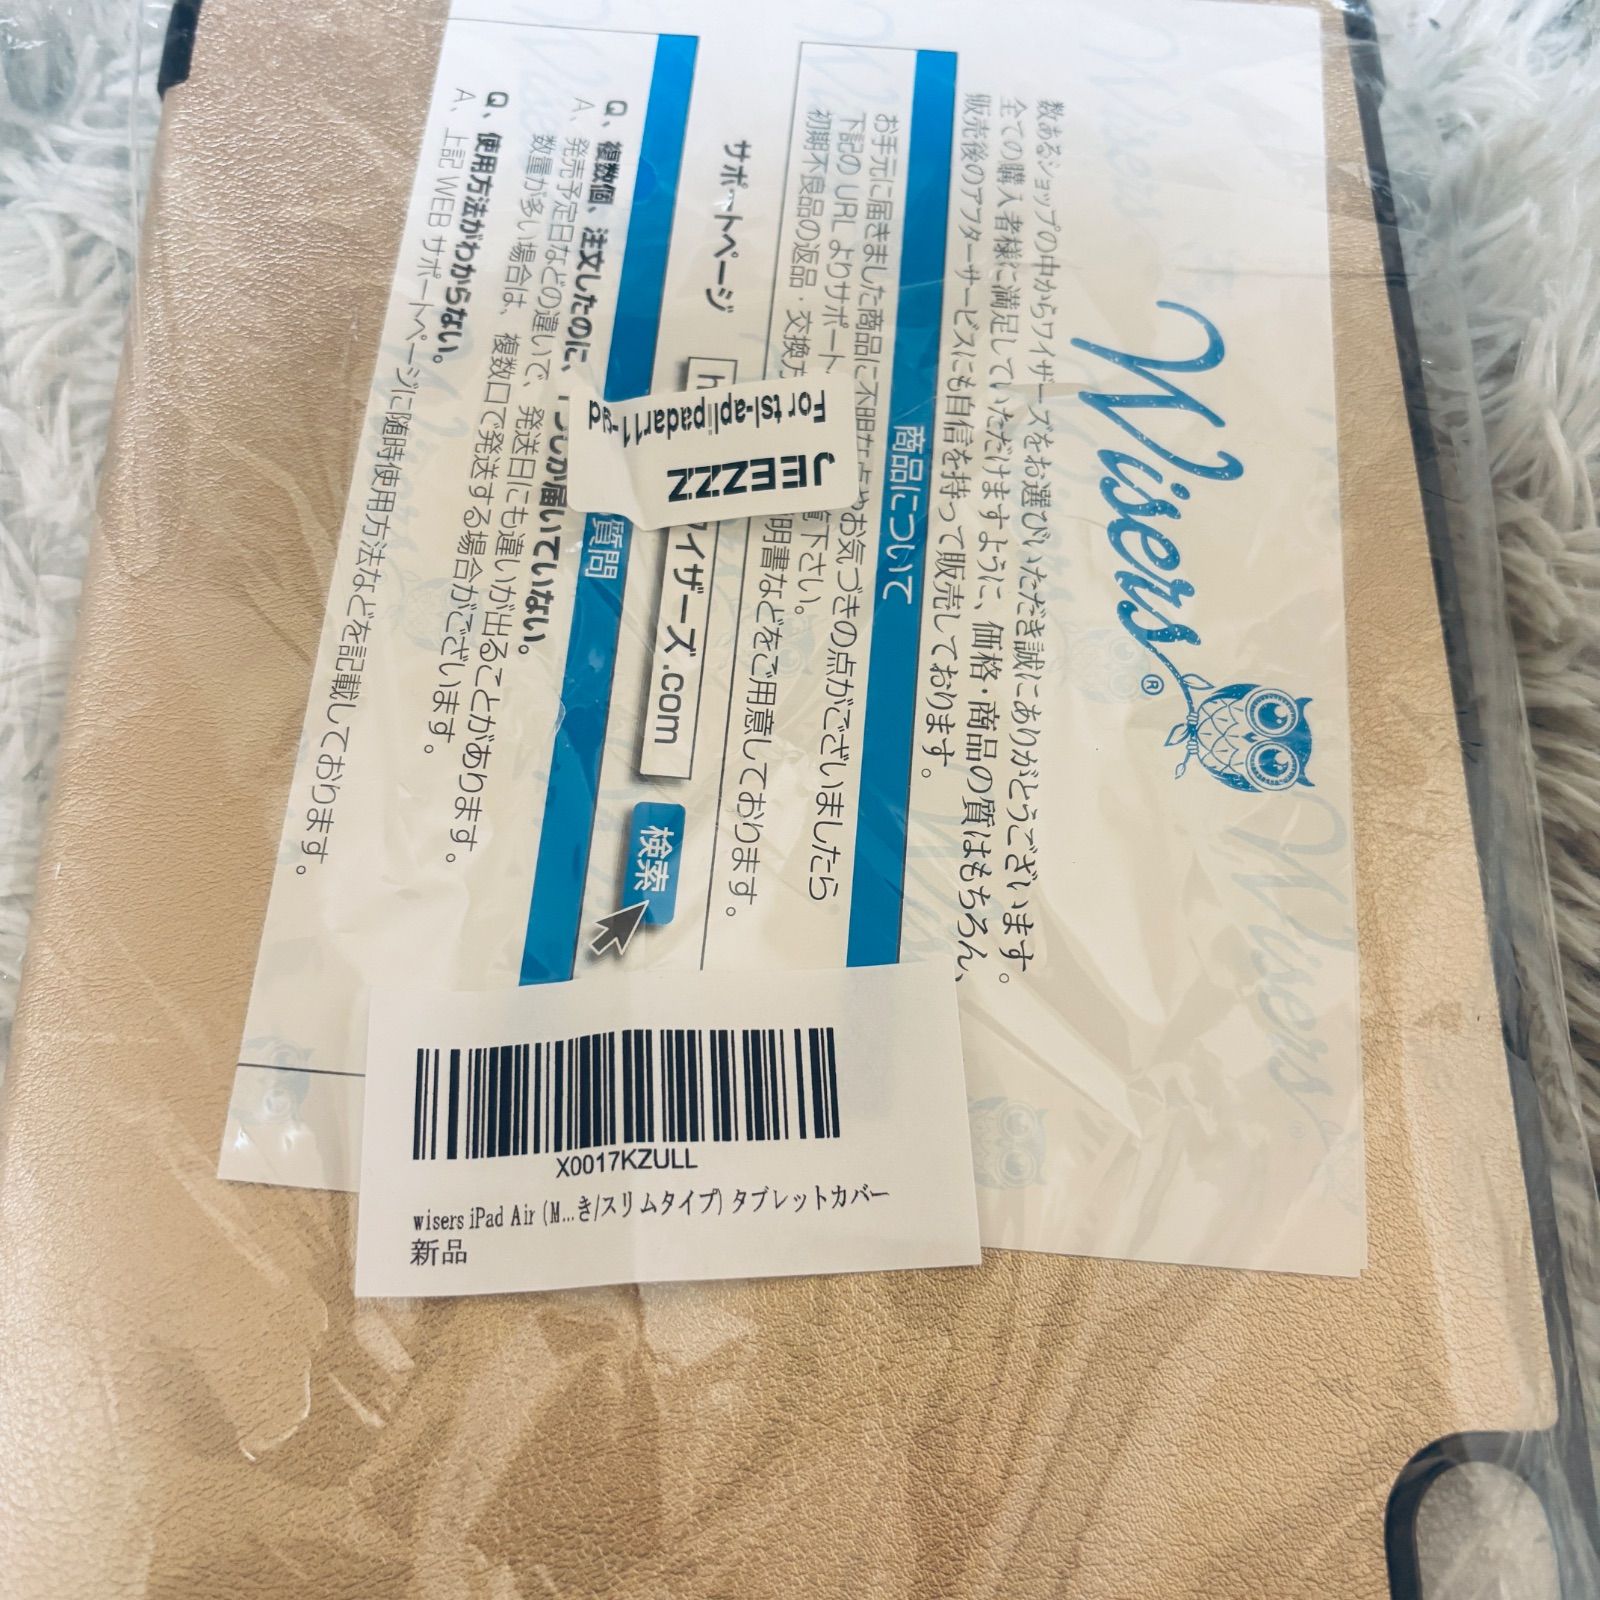 Wisers®
数あるショップの中からワイザーズをお選びいただき誠にありがとうございます。
全ての購入者様に満足していただけますように、価格・商品の質はもちろん、
販売後のアフターサービスにも自信を持って販売しております。
商品について
お手元に届きました商品に不明な点やお気づきの点がございましたら
下記の URL よりサポート 覧下さい。
初期不良品の返品・交換方 明書などをご用意しております。
サポートページ
h
イザーズ.com
検索
質問
Q、複数個、注文したのに、 つしか届いていない。
A、発売予定日などの違いで、発送日にも違いが出ることがあります。
数量が多い場合は、複数口で発送する場合がございます。
Q、使用方法がわからない。
A、上記 WEB サポートページに随時使用方法などを記載しております。
JEEZZZ
X0017KZULL
wisers iPad Air (M...き/スリムタイプ) タブレットカバー
新品